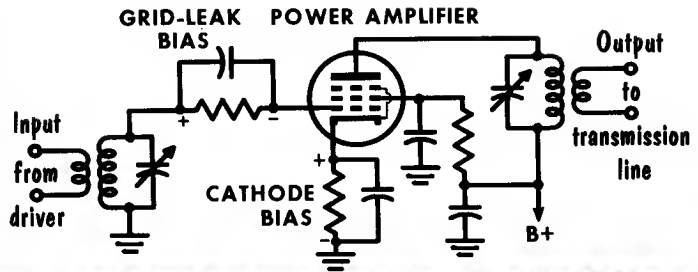 GRID-LEAK BIAS
POWER AMPLIFIER
+
-
Input
from
driver
+
-
CATHODE
BIAS
B+
Output
to
transmission
line